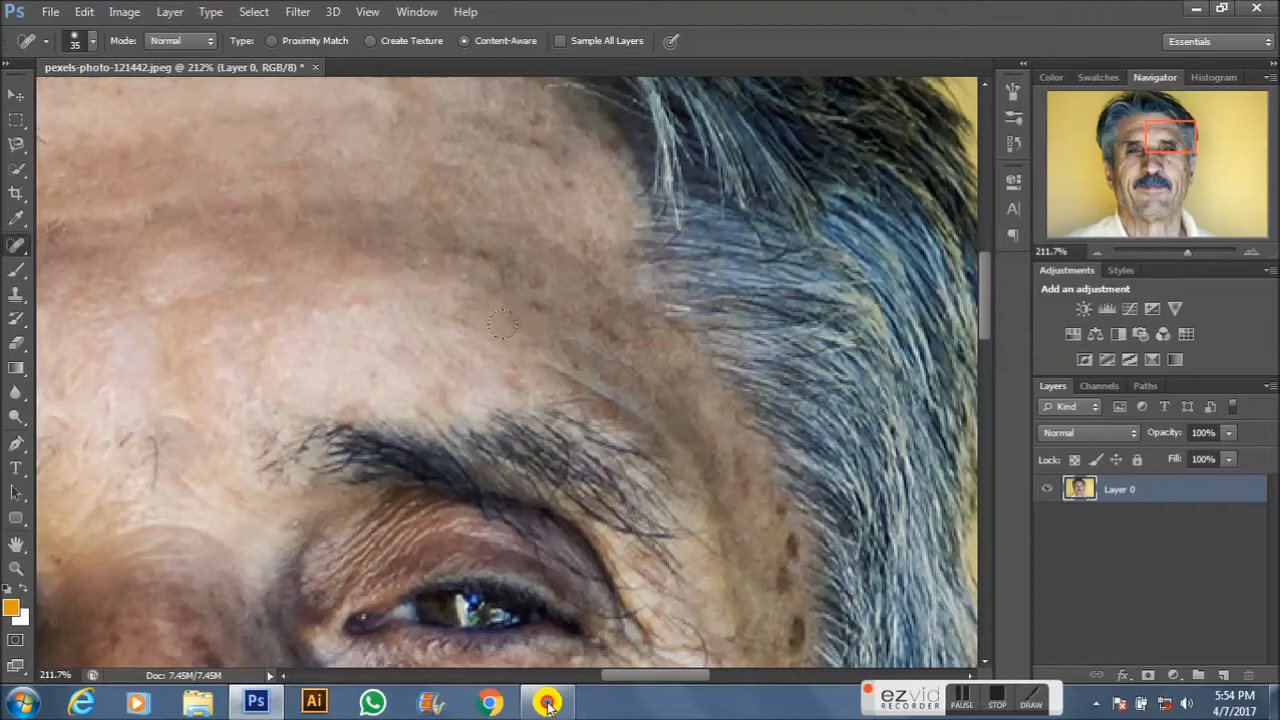 Ps File Edit Image Layer Type Select Filter 3D View Window Help
35 Mode: Normal Type: Proximity Match Create Texture Content-Aware Sample All Layers Essentials
pexels-photo-121442.jpeg @ 212% (Layer 0, RGB/8) *
Color Swatches Navigator Histogram
211.7%
Adjustments Styles
Add an adjustment
Layers Channels Paths
Kind
Normal Opacity: 100%
Lock: Fill: 100%
Layer 0
211.7% Doc: 7.45M/7.45M
Ps Ai
ezvid
RECORDER
PAUSE STOP DRAW
5:54 PM
4/7/2017